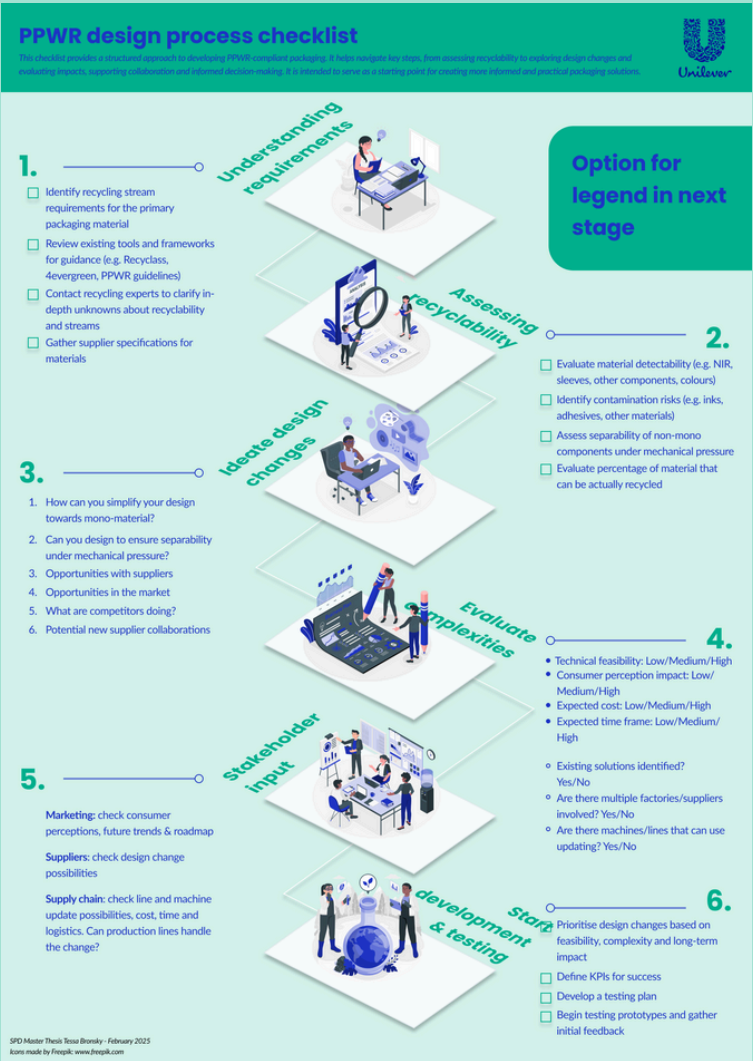 PPWR design process checklist
This checklist provides a structured approach to developing PPWR-compliant packaging. It helps navigate key steps, from assessing recyclability to exploring design changes and
evaluating impacts, supporting collaboration and informed decision-making. It is intended to serve as a starting point for creating more informed and practical packaging solutions.
Unilever
Option for
legend in next
stage
1.
Understanding
requirements
Identify recycling stream
requirements for the primary
packaging material
Review existing tools and frameworks
for guidance (e.g. Recyclass,
4evergreen, PPWR guidelines)
Contact recycling experts to clarify in-
depth unknowns about recyclability
and streams
Gather supplier specifications for
materials
ANALYSIS
Assessing
recyclability
2.
Evaluate material detectability (e.g. NIR,
sleeves, other components, colours)
Identify contamination risks (e.g. inks,
adhesives, other materials)
Assess separability of non-mono
components under mechanical pressure
Evaluate percentage of material that
can be actually recycled
3.
Ideate design
changes
1. How can you simplify your design
towards mono-material?
2. Can you design to ensure separability
under mechanical pressure?
3. Opportunities with suppliers
4. Opportunities in the market
5. What are competitors doing?
6. Potential new supplier collaborations
Evaluate
complexities
4.
• Technical feasibility: Low/Medium/High
• Consumer perception impact: Low/
Medium/High
• Expected cost: Low/Medium/High
• Expected time frame: Low/Medium/
High
Existing solutions identified?
Yes/No
Are there multiple factories/suppliers
involved? Yes/No
Are there machines/lines that can use
updating? Yes/No
5.
Stakeholder
input
Marketing: check consumer
perceptions, future trends & roadmap
Suppliers: check design change
possibilities
Supply chain: check line and machine
update possibilities, cost, time and
logistics. Can production lines handle
the change?
Start
development
& testing
6.
Prioritise design changes based on
feasibility, complexity and long-term
impact
Define KPIs for success
Develop a testing plan
Begin testing prototypes and gather
initial feedback
SPD Master Thesis Tessa Bronsky - February 2025
Icons made by Freepik: www.freepik.com